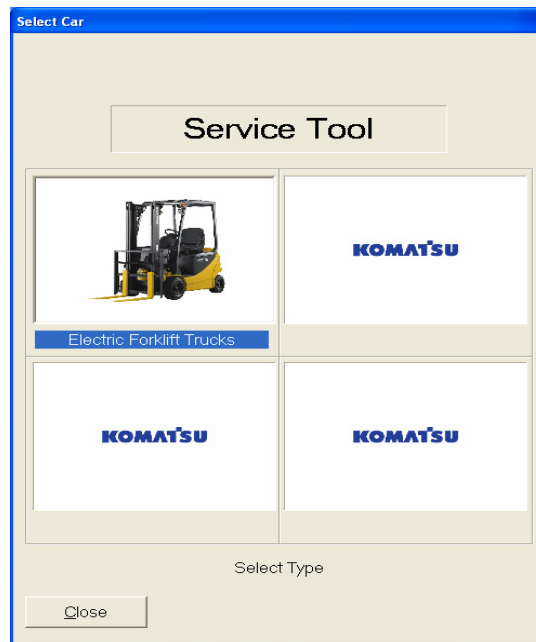 Select Car
Service Tool
KOMATSU
Electric Forklift Trucks
KOMATSU
KOMATSU
Select Type
Close